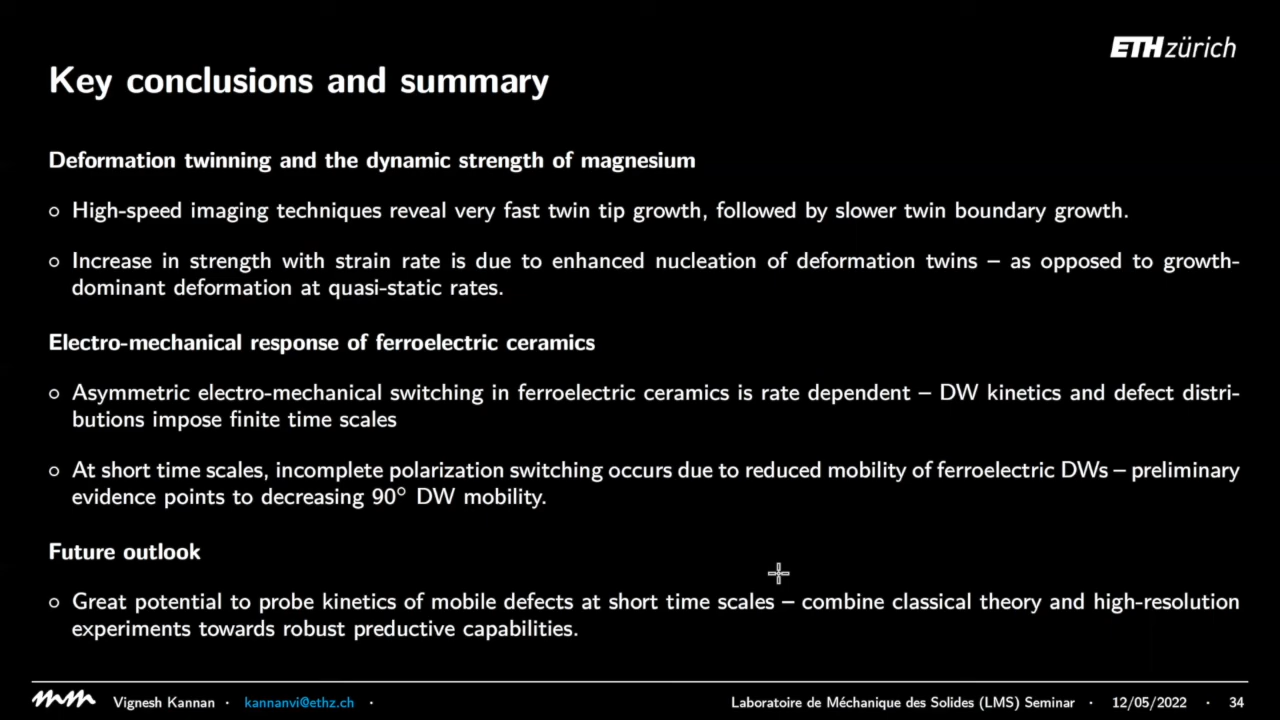 ETH zürich
Key conclusions and summary
Deformation twinning and the dynamic strength of magnesium
○ High-speed imaging techniques reveal very fast twin tip growth, followed by slower twin boundary growth.
○ Increase in strength with strain rate is due to enhanced nucleation of deformation twins – as opposed to growth-
dominant deformation at quasi-static rates.
Electro-mechanical response of ferroelectric ceramics
○ Asymmetric electro-mechanical switching in ferroelectric ceramics is rate dependent – DW kinetics and defect distri-
butions impose finite time scales
○ At short time scales, incomplete polarization switching occurs due to reduced mobility of ferroelectric DWs – preliminary
evidence points to decreasing 90° DW mobility.
Future outlook
○ Great potential to probe kinetics of mobile defects at short time scales – combine classical theory and high-resolution
experiments towards robust preductive capabilities.
mm Vignesh Kannan · kannanvi@ethz.ch · Laboratoire de Méchanique des Solides (LMS) Seminar · 12/05/2022 · 34